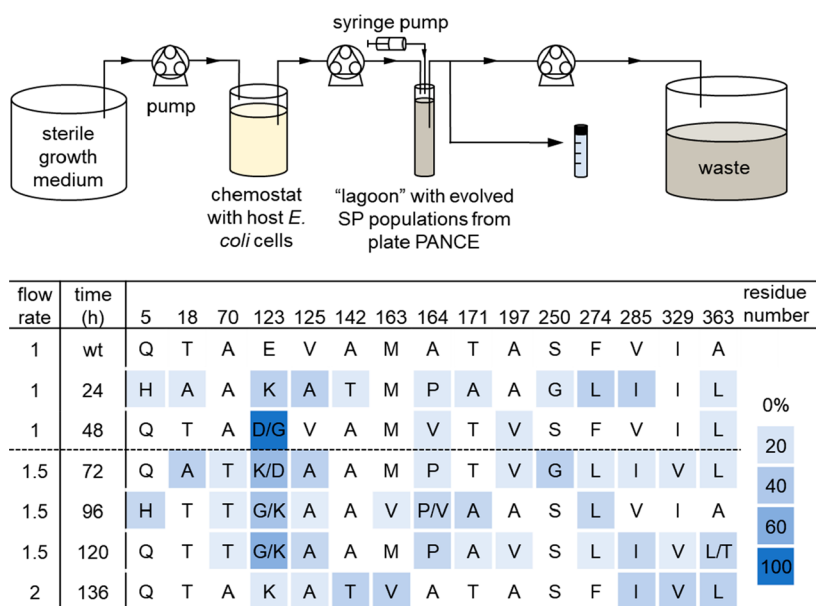 syringe pump
pump
sterile
growth
medium
chemostat
with host E.
coli cells
"lagoon" with evolved
SP populations from
plate PANCE
waste
flow rate time (h) 5 18 70 123 125 142 163 164 171 197 250 274 285 329 363 residue number
1 wt Q T A E V A M A T A S F V I A
1 24 H A A K A T M P A A G L I I L
1 48 Q T A D/G V A M V T V S F V I L
1.5 72 Q A T K/D A A M P T V G L I V L
1.5 96 H T T G/K A A V P/V A A S L V I A
1.5 120 Q T T G/K A A M P A V S L I V L/T
2 136 Q T A K A T V A T A S F I V L
0%
20
40
60
100